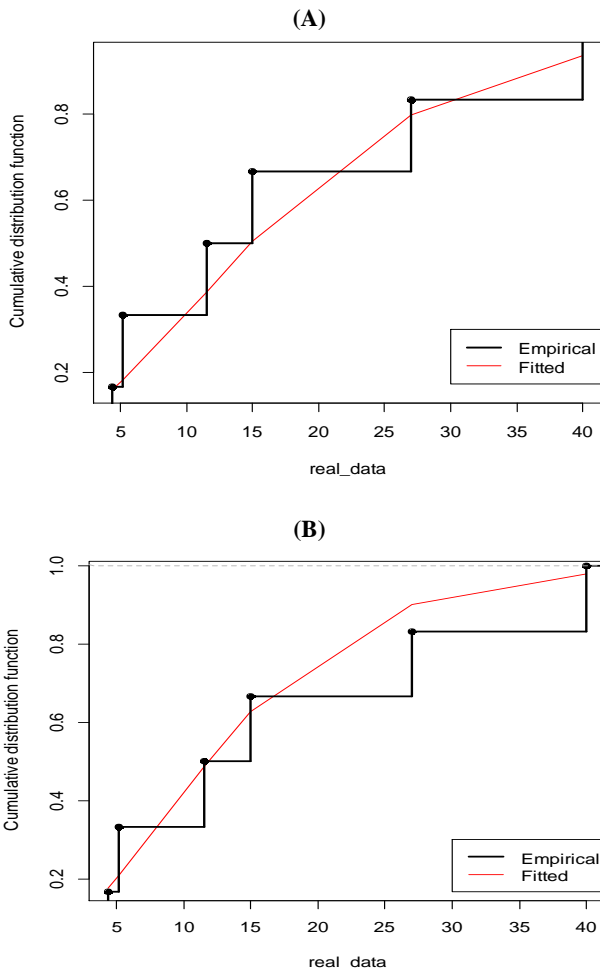 (A)
Cumulative distribution function
0.8
0.6
0.4
0.2
Empirical
Fitted
5 10 15 20 25 30 35 40
real_data
(B)
Cumulative distribution function
1.0
0.8
0.6
0.4
0.2
Empirical
Fitted
5 10 15 20 25 30 35 40
real_data